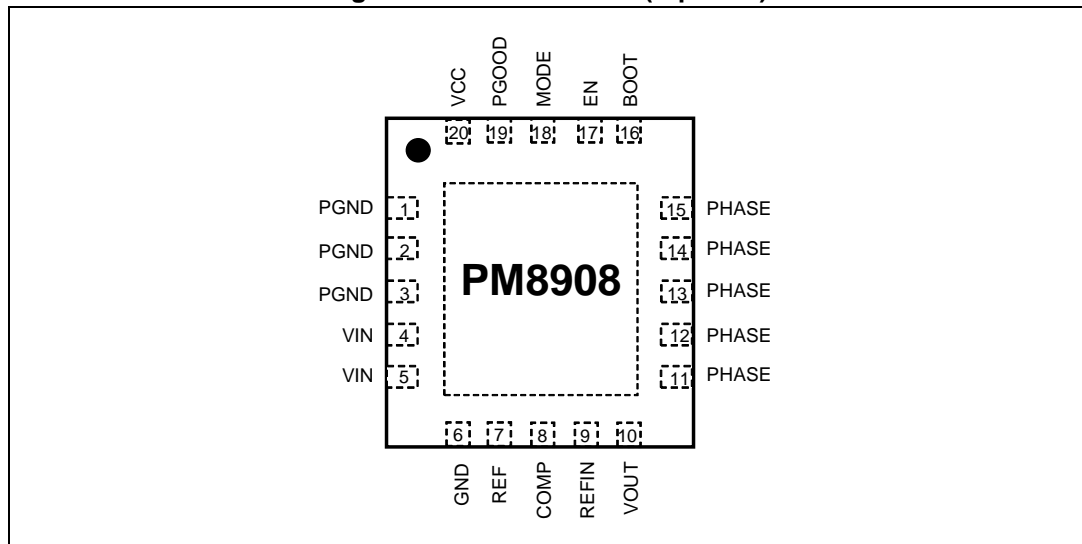 VCC
PGOOD
MODE
EN
BOOT
20 19 18 17 16
PGND 1
PGND 2
PGND 3
VIN 4
VIN 5
PM8908
15 PHASE
14 PHASE
13 PHASE
12 PHASE
11 PHASE
6 7 8 9 10
GND
REF
COMP
REFIN
VOUT